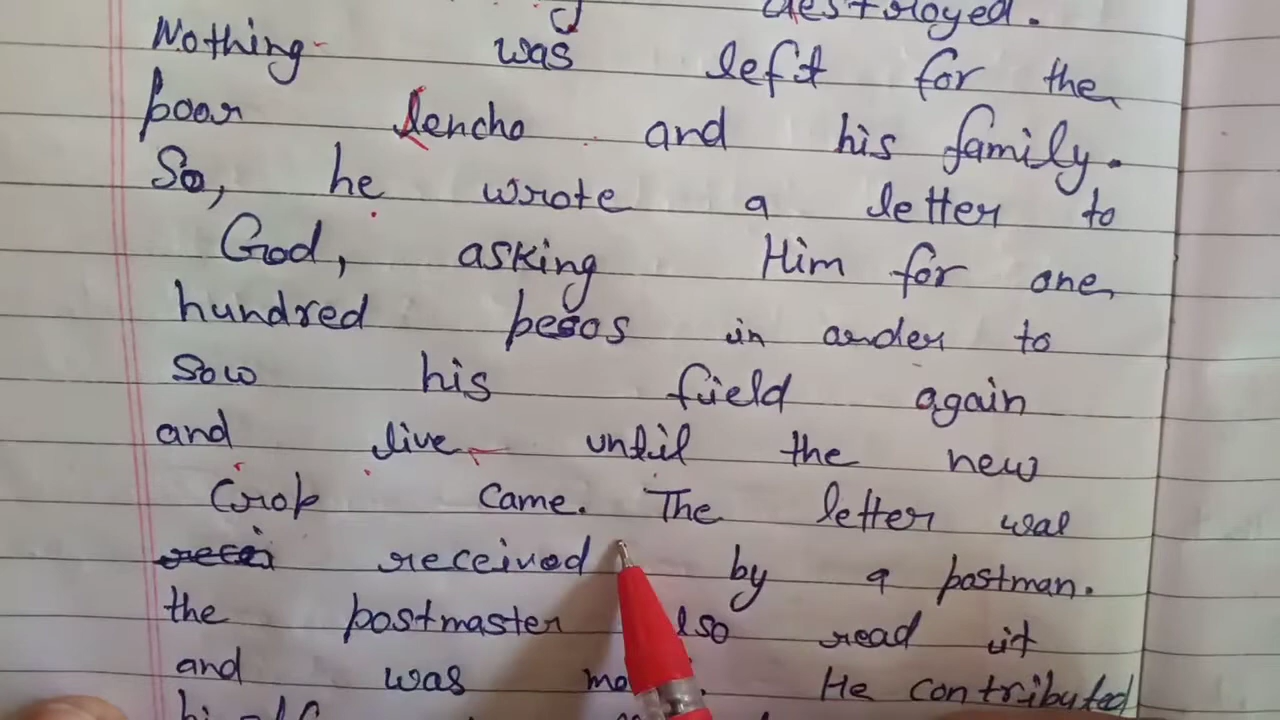 destroyed.
Nothing was left for the
poor Lencho and his family.
So, he wrote a letter to
God, asking Him for one
hundred pesos in order to
sow his field again
and live until the new
Crop came. The letter was
received by a postman.
the postmaster also read it
and was He contributed